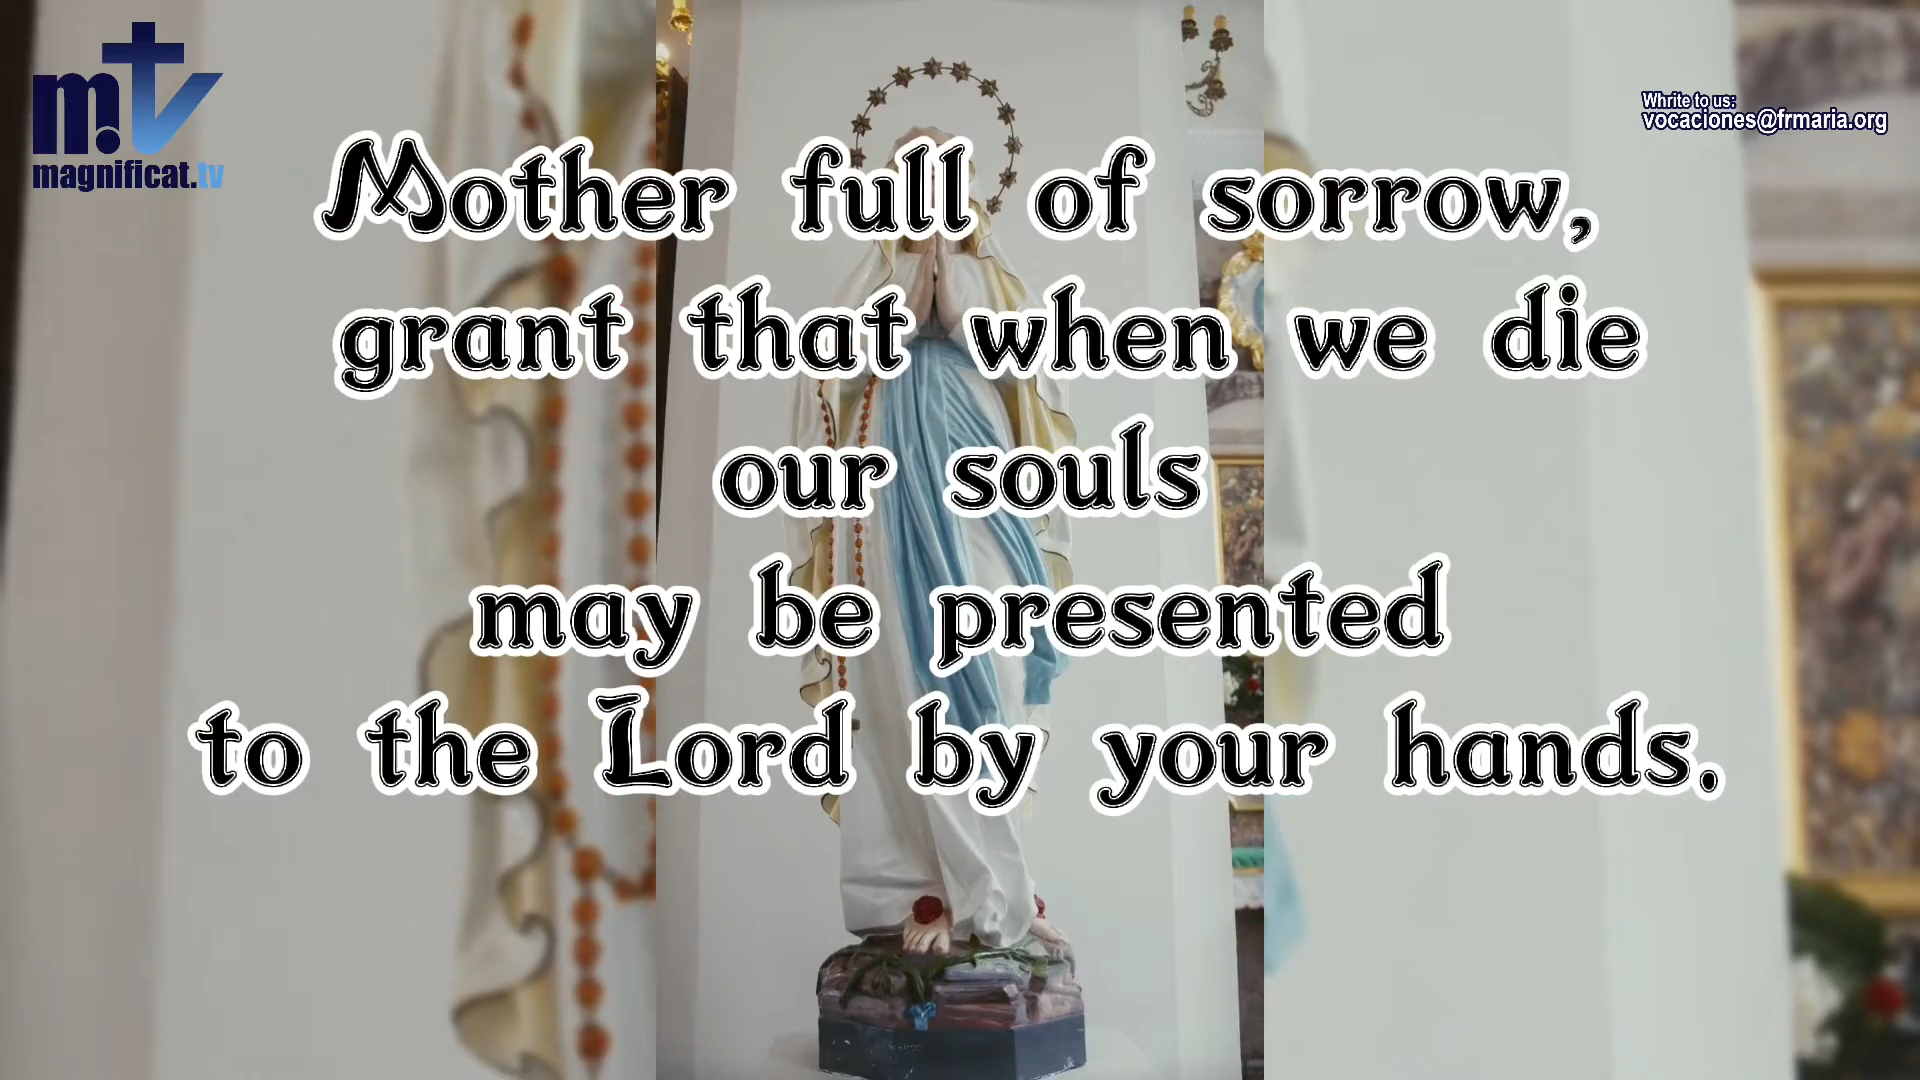 mtv
magnificat.tv
Whrite to us:
vocaciones@frmaria.org
Mother full of sorrow,
grant that when we die
our souls
may be presented
to the Lord by your hands.